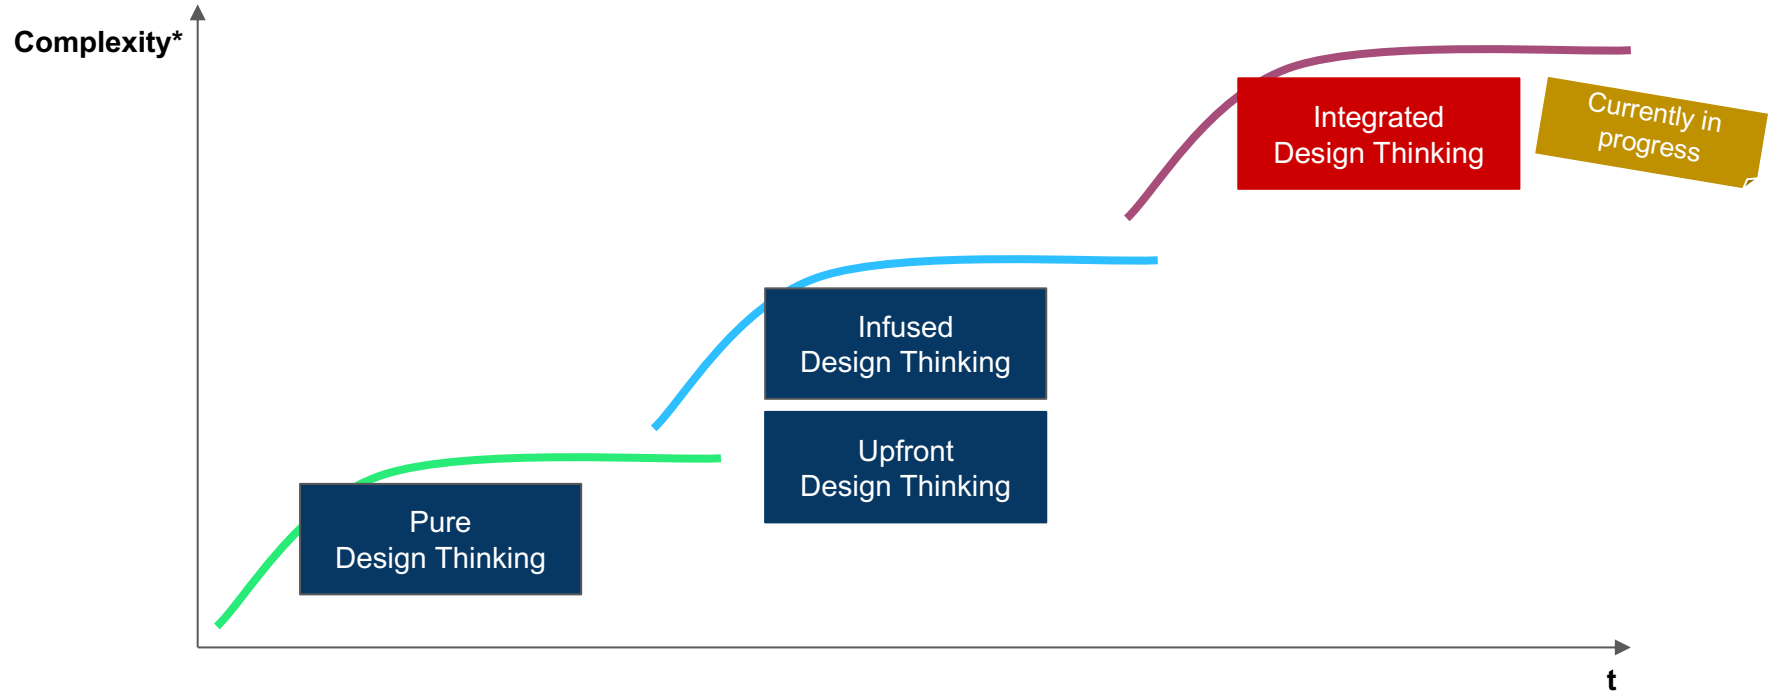 Complexity*
Integrated
Design Thinking
Currently in
progress
Infused
Design Thinking
Upfront
Design Thinking
Pure
Design Thinking
t